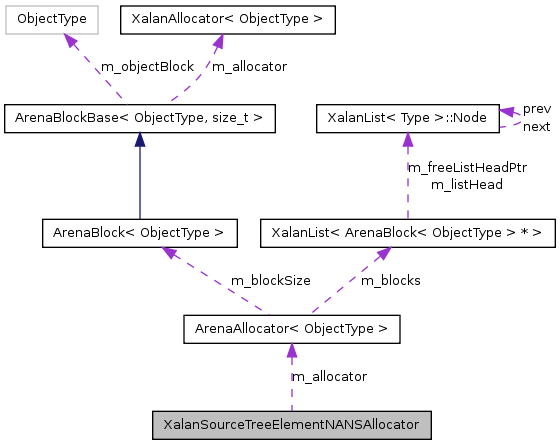 ObjectType
XalanAllocator< ObjectType >
m_objectBlock
m_allocator
ArenaBlockBase< ObjectType, size_t >
XalanList< Type >::Node
prev
next
m_freeListHeadPtr
m_listHead
ArenaBlock< ObjectType >
XalanList< ArenaBlock< ObjectType > * >
m_blockSize
m_blocks
ArenaAllocator< ObjectType >
m_allocator
XalanSourceTreeElementNANSAllocator